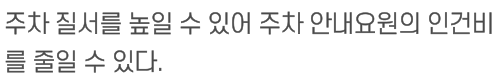 주차 질서를 높일 수 있어 주차 안내요원의 인건비
를 줄일 수 있다.